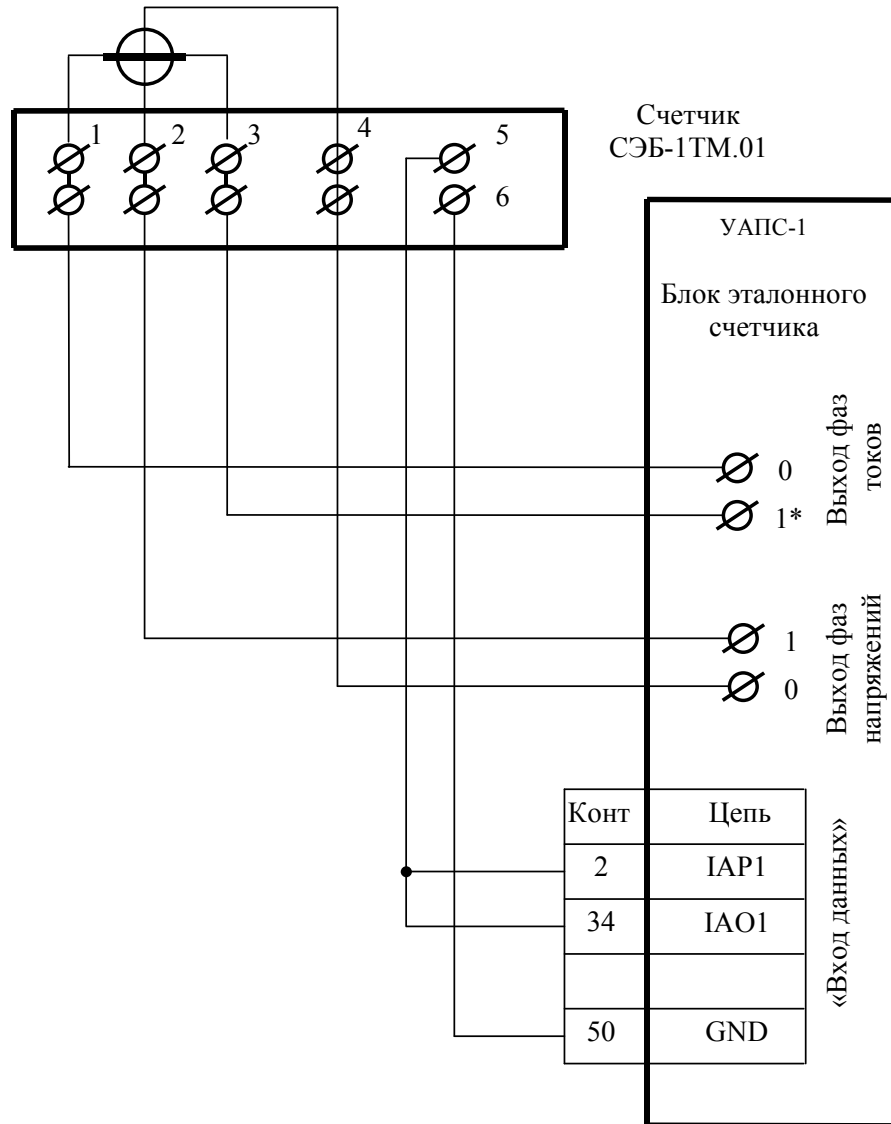 1
2
3
4
5
6
Счетчик
СЭБ-1ТМ.01
УАПС-1
Блок эталонного
счетчика
0
1*
Выход фаз
токов
1
0
Выход фаз
напряжений
Конт Цепь
2 IAP1
34 IAO1
50 GND
«Вход данных»